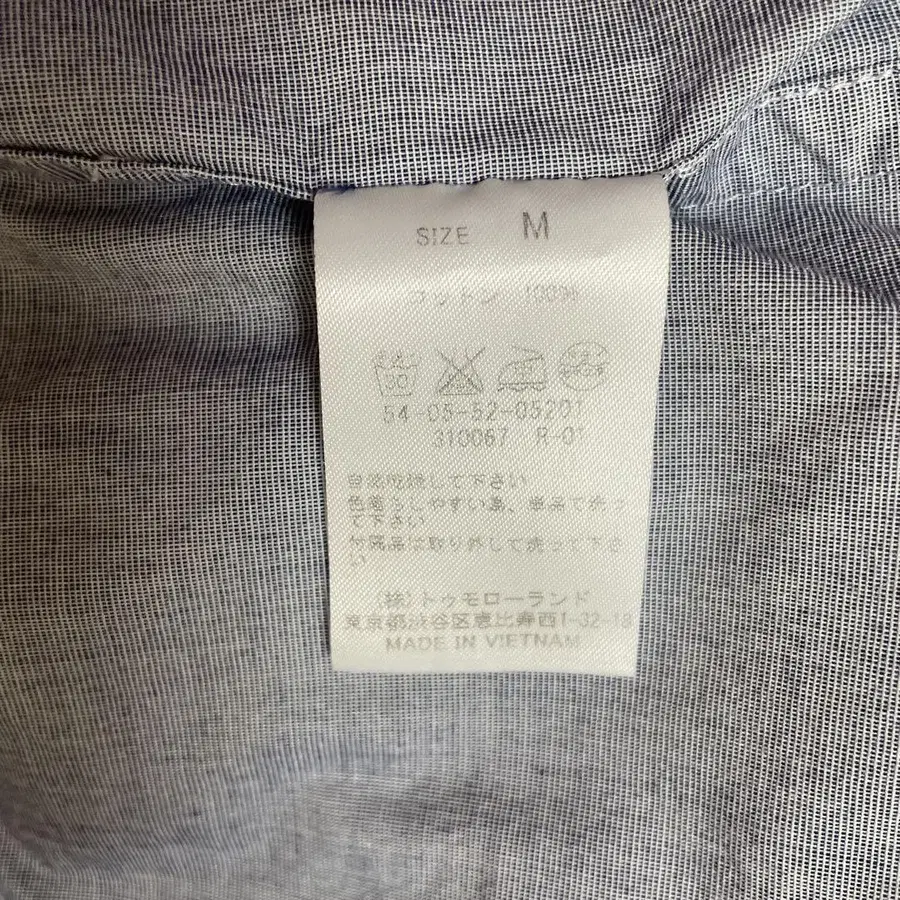 SIZE M
コットン 100%
30
54-05-52-05201
310067 R-01
自然乾燥して下さい
色落ちしやすい為、単品で洗っ
て下さい
付属品は取り外して洗って下さ
い
(株)トゥモローランド
東京都渋谷区恵比寿西1-32-18
MADE IN VIETNAM